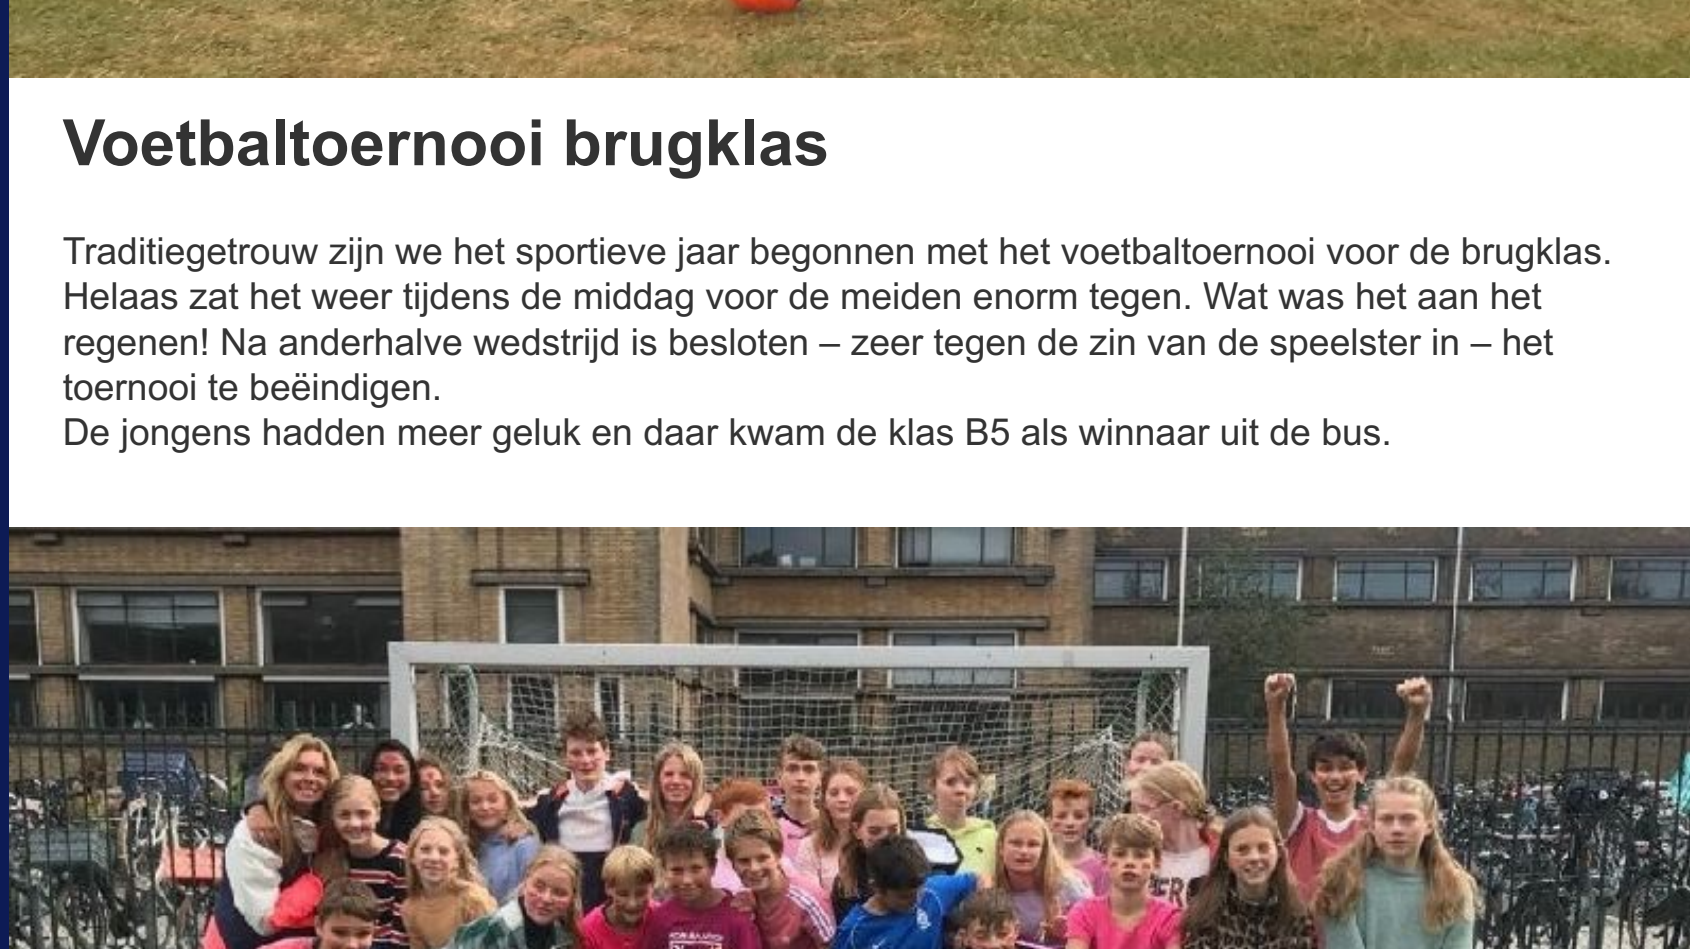 Voetbaltoernooi brugklas
Traditiegetrouw zijn we het sportieve jaar begonnen met het voetbaltoernooi voor de brugklas.
Helaas zat het weer tijdens de middag voor de meiden enorm tegen. Wat was het aan het
regenen! Na anderhalve wedstrijd is besloten – zeer tegen de zin van de speelster in – het
toernooi te beëindigen.
De jongens hadden meer geluk en daar kwam de klas B5 als winnaar uit de bus.